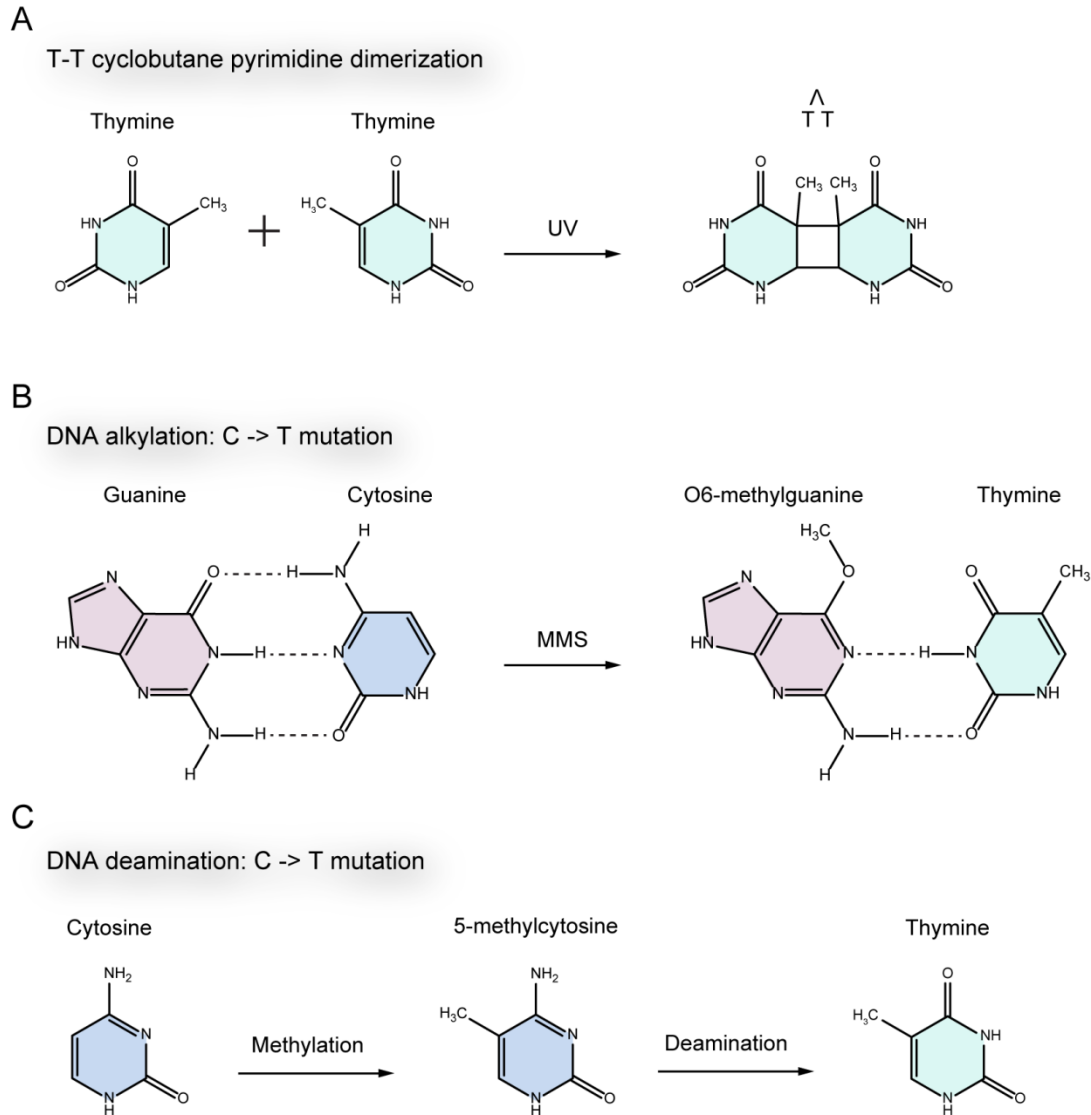 A
T-T cyclobutane pyrimidine dimerization
Thymine
Thymine
^
T T
O
CH₃
HN
O
N
H
+
O
H₃C
NH
O
N
H
UV
O
CH₃
CH₃
O
HN
NH
O
N
H
N
H
O
B
DNA alkylation: C -> T mutation
Guanine
Cytosine
O6-methylguanine
Thymine
H
H₃C
N
O
H
N
HN
N
H
N
N
NH
N
H
O
H
MMS
N
O
O
CH₃
HN
N
H
N
N
NH
N
H
O
H
C
DNA deamination: C -> T mutation
Cytosine
5-methylcytosine
Thymine
NH₂
N
N
H
O
Methylation
NH₂
H₃C
N
N
H
O
Deamination
O
H₃C
NH
N
H
O